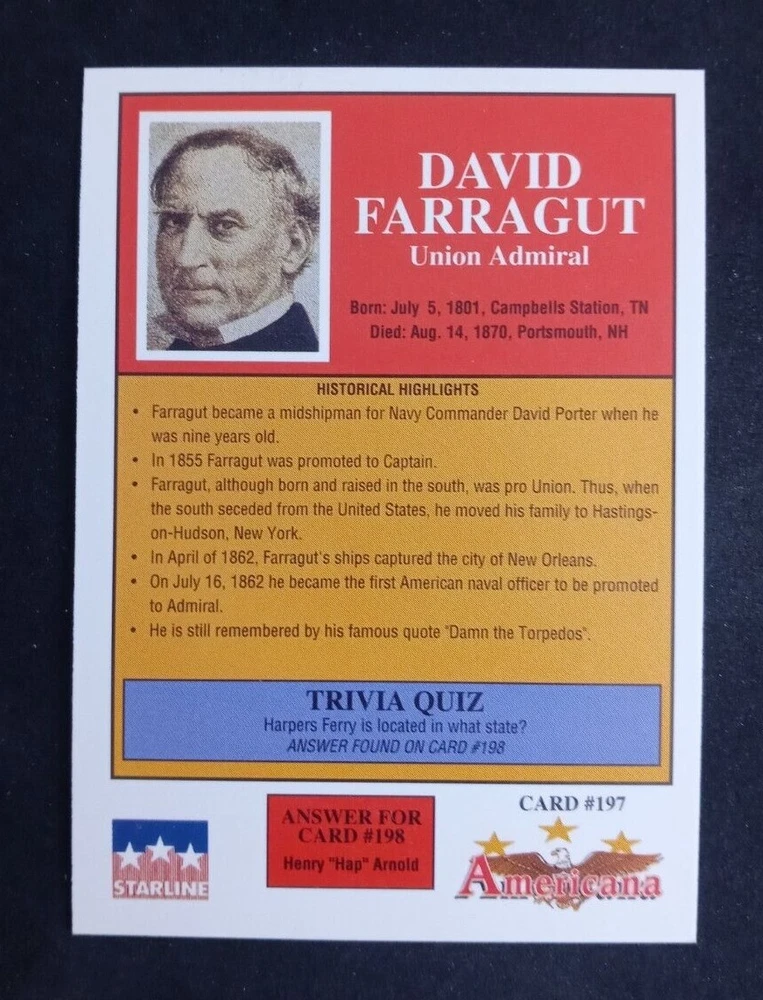 DAVID
FARRAGUT
Union Admiral
Born: July 5, 1801, Campbells Station, TN
Died: Aug. 14, 1870, Portsmouth, NH
HISTORICAL HIGHLIGHTS
• Farragut became a midshipman for Navy Commander David Porter when he
was nine years old.
• In 1855 Farragut was promoted to Captain.
• Farragut, although born and raised in the south, was pro Union. Thus, when
the south seceded from the United States, he moved his family to Hastings-
on-Hudson, New York.
• In April of 1862, Farragut's ships captured the city of New Orleans.
• On July 16, 1862 he became the first American naval officer to be promoted
to Admiral.
• He is still remembered by his famous quote "Damn the Torpedos".
TRIVIA QUIZ
Harpers Ferry is located in what state?
ANSWER FOUND ON CARD #198
STARLINE
ANSWER FOR
CARD #198
Henry "Hap" Arnold
CARD #197
Americana